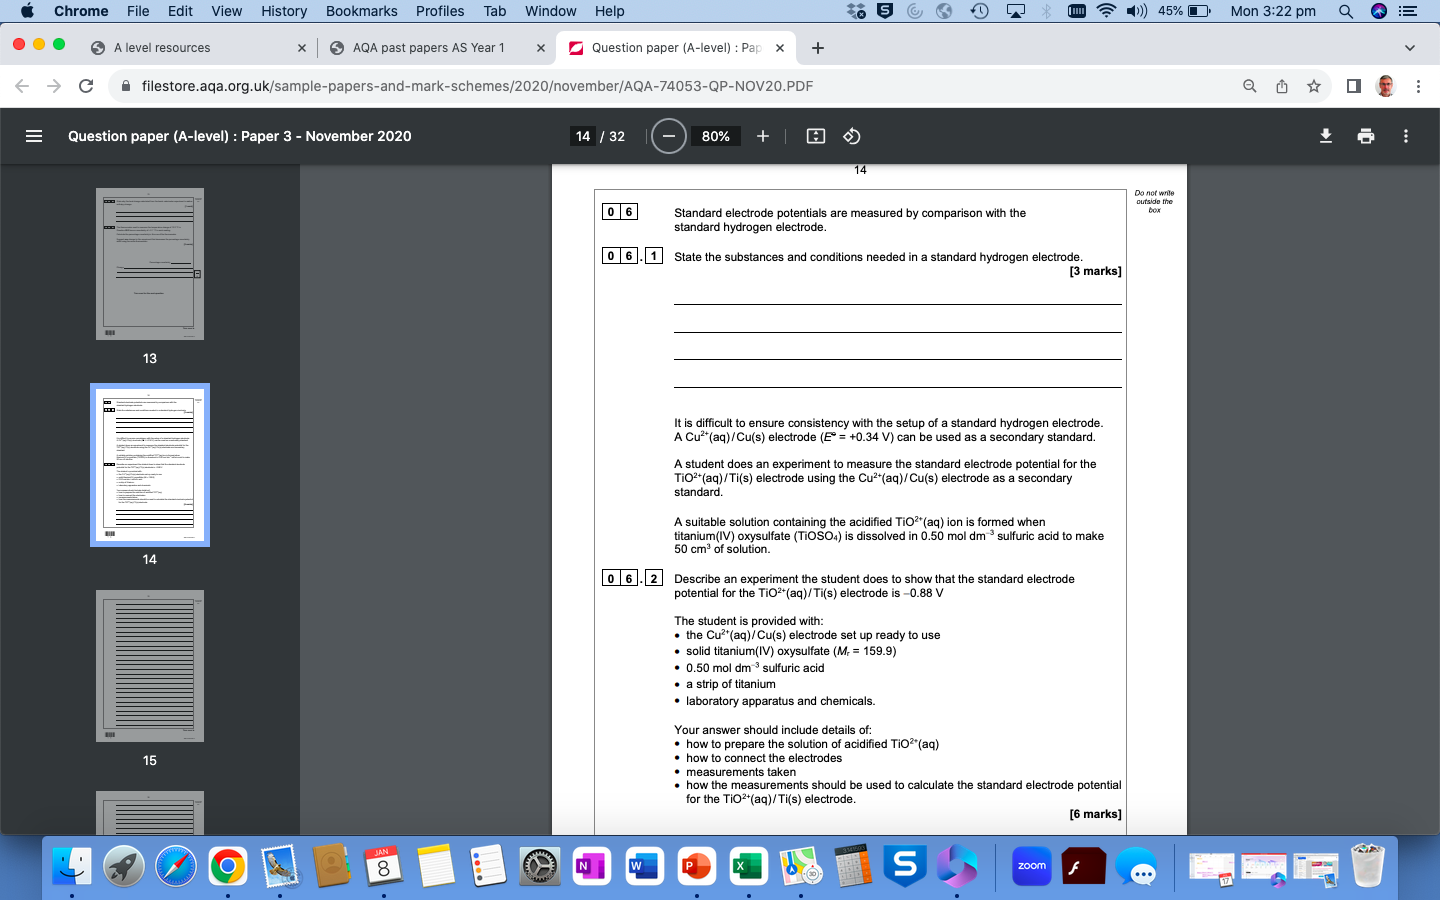 Chrome File Edit View History Bookmarks Profiles Tab Window Help 45% Mon 3:22 pm
A level resources AQA past papers AS Year 1 Question paper (A-level) : Pap
filestore.aqa.org.uk/sample-papers-and-mark-schemes/2020/november/AQA-74053-QP-NOV20.PDF
Question paper (A-level) : Paper 3 - November 2020 14 / 32 80%
13
14
15
14
Do not write
outside the
box
0 6 Standard electrode potentials are measured by comparison with the
standard hydrogen electrode.
0 6 . 1 State the substances and conditions needed in a standard hydrogen electrode.
[3 marks]
It is difficult to ensure consistency with the setup of a standard hydrogen electrode.
A Cu²⁺(aq)/Cu(s) electrode (E⦵ = +0.34 V) can be used as a secondary standard.
A student does an experiment to measure the standard electrode potential for the
TiO²⁺(aq)/Ti(s) electrode using the Cu²⁺(aq)/Cu(s) electrode as a secondary
standard.
A suitable solution containing the acidified TiO²⁺(aq) ion is formed when
titanium(IV) oxysulfate (TiOSO₄) is dissolved in 0.50 mol dm⁻³ sulfuric acid to make
50 cm³ of solution.
0 6 . 2 Describe an experiment the student does to show that the standard electrode
potential for the TiO²⁺(aq)/Ti(s) electrode is –0.88 V
The student is provided with:
• the Cu²⁺(aq)/Cu(s) electrode set up ready to use
• solid titanium(IV) oxysulfate (Mᵣ = 159.9)
• 0.50 mol dm⁻³ sulfuric acid
• a strip of titanium
• laboratory apparatus and chemicals.
Your answer should include details of:
• how to prepare the solution of acidified TiO²⁺(aq)
• how to connect the electrodes
• measurements taken
• how the measurements should be used to calculate the standard electrode potential
for the TiO²⁺(aq)/Ti(s) electrode.
[6 marks]
JAN
8
N
W
P
X
3D
S
zoom
17